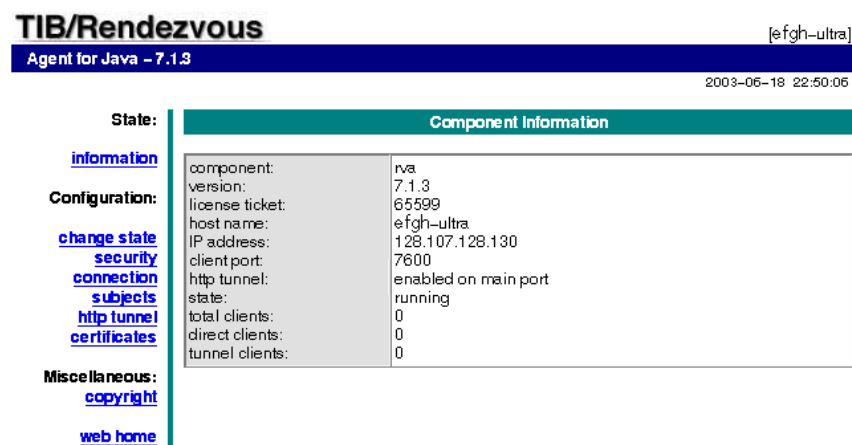 TIB/Rendezvous
[efgh-ultra]
Agent for Java - 7.1.3
2003-06-18 22:50:06
State:
information
Configuration:
change state
security
connection
subjects
http tunnel
certificates
Miscellaneous:
copyright
web home
Component Information
component: rva
version: 7.1.3
license ticket: 65599
host name: efgh-ultra
IP address: 128.107.128.130
client port: 7600
http tunnel: enabled on main port
state: running
total clients: 0
direct clients: 0
tunnel clients: 0